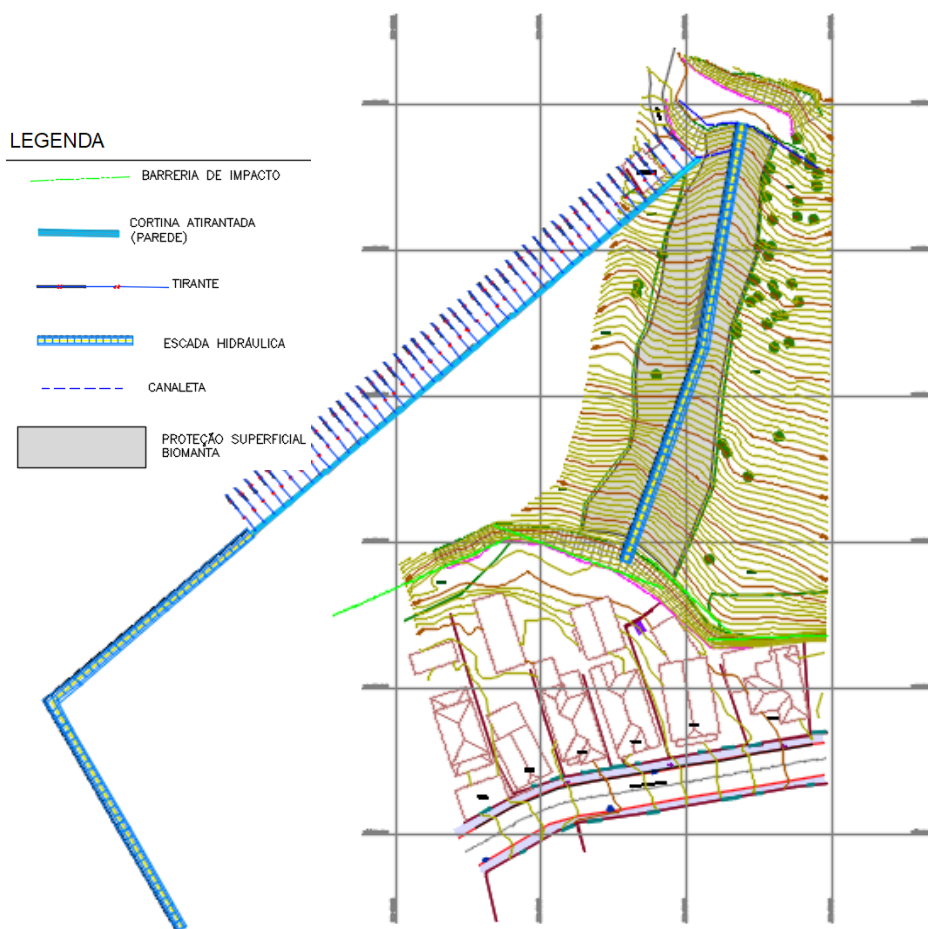 LEGENDA
BARRERIA DE IMPACTO
CORTINA ATIRANTADA
(PAREDE)
TIRANTE
ESCADA HIDRÁULICA
CANALETA
PROTEÇÃO SUPERFICIAL
BIOMANTA